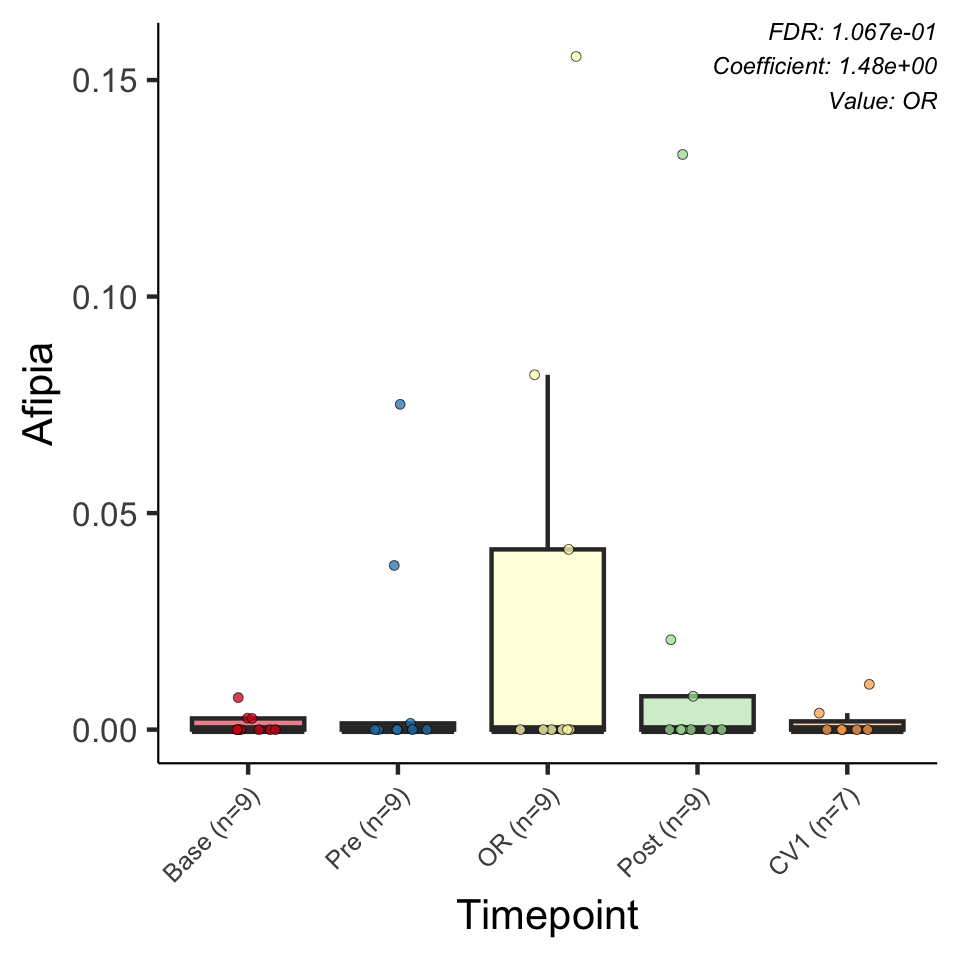 FDR: 1.067e-01
Coefficient: 1.48e+00
Value: OR
0.15
0.10
0.05
0.00
Afipia
Base (n=9)
Pre (n=9)
OR (n=9)
Post (n=9)
CV1 (n=7)
Timepoint